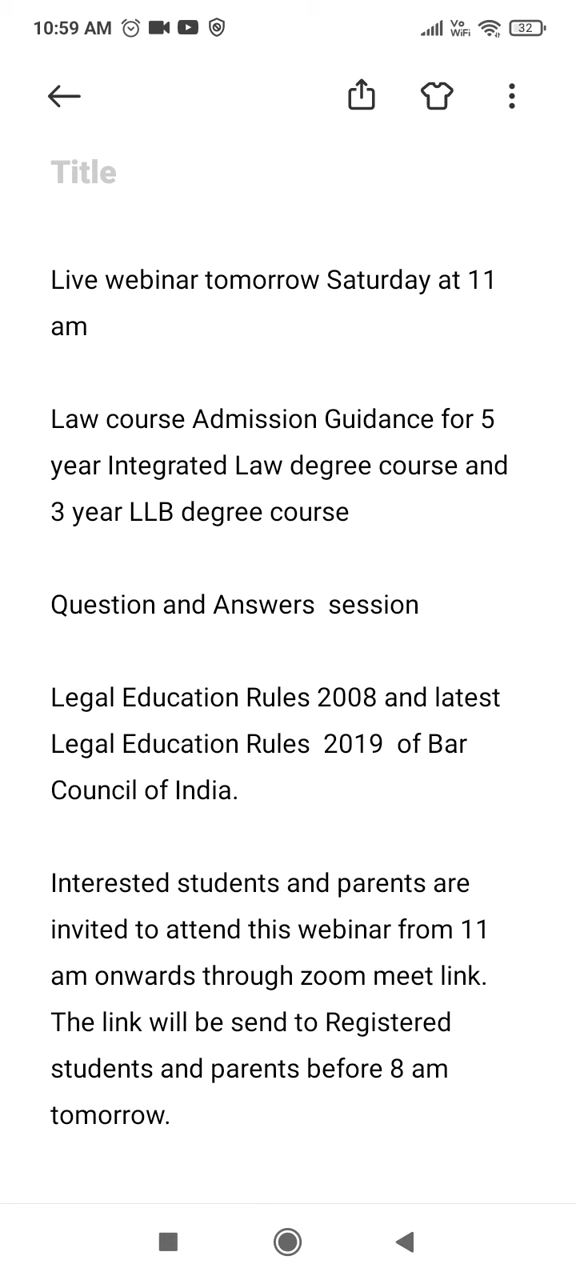 10:59 AM
Vo
WiFi
32
Title
Live webinar tomorrow Saturday at 11
am
Law course Admission Guidance for 5
year Integrated Law degree course and
3 year LLB degree course
Question and Answers  session
Legal Education Rules 2008 and latest
Legal Education Rules  2019  of Bar
Council of India.
Interested students and parents are
invited to attend this webinar from 11
am onwards through zoom meet link.
The link will be send to Registered
students and parents before 8 am
tomorrow.